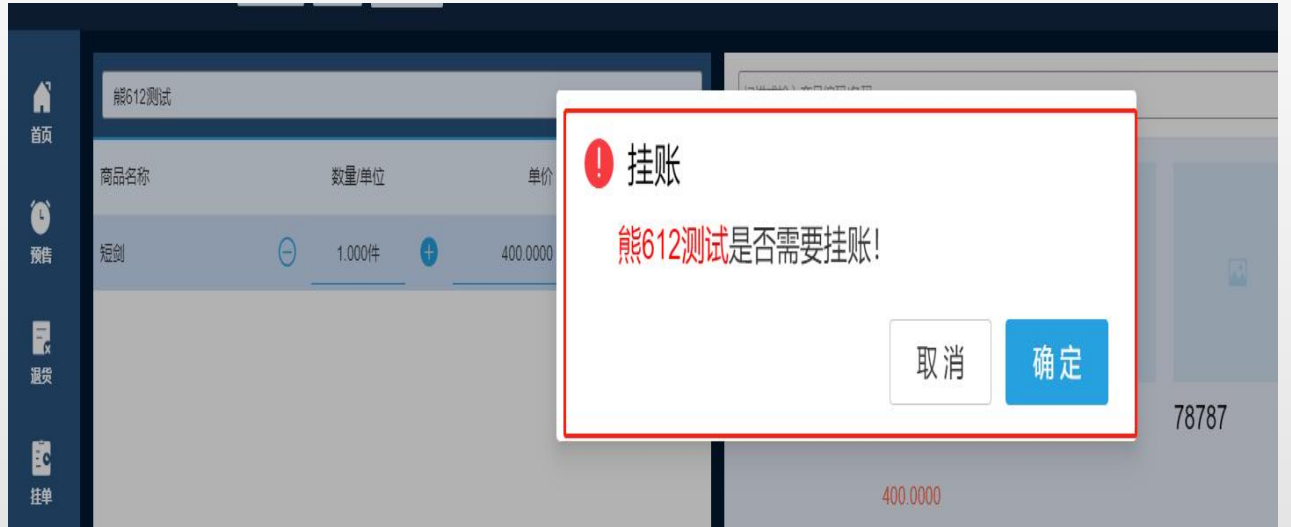 首页
预售
退货
挂单
熊612测试
商品名称 数量/单位 单价
短剑 1.000件 400.0000
挂账
熊612测试是否需要挂账!
取消 确定
78787
400.0000